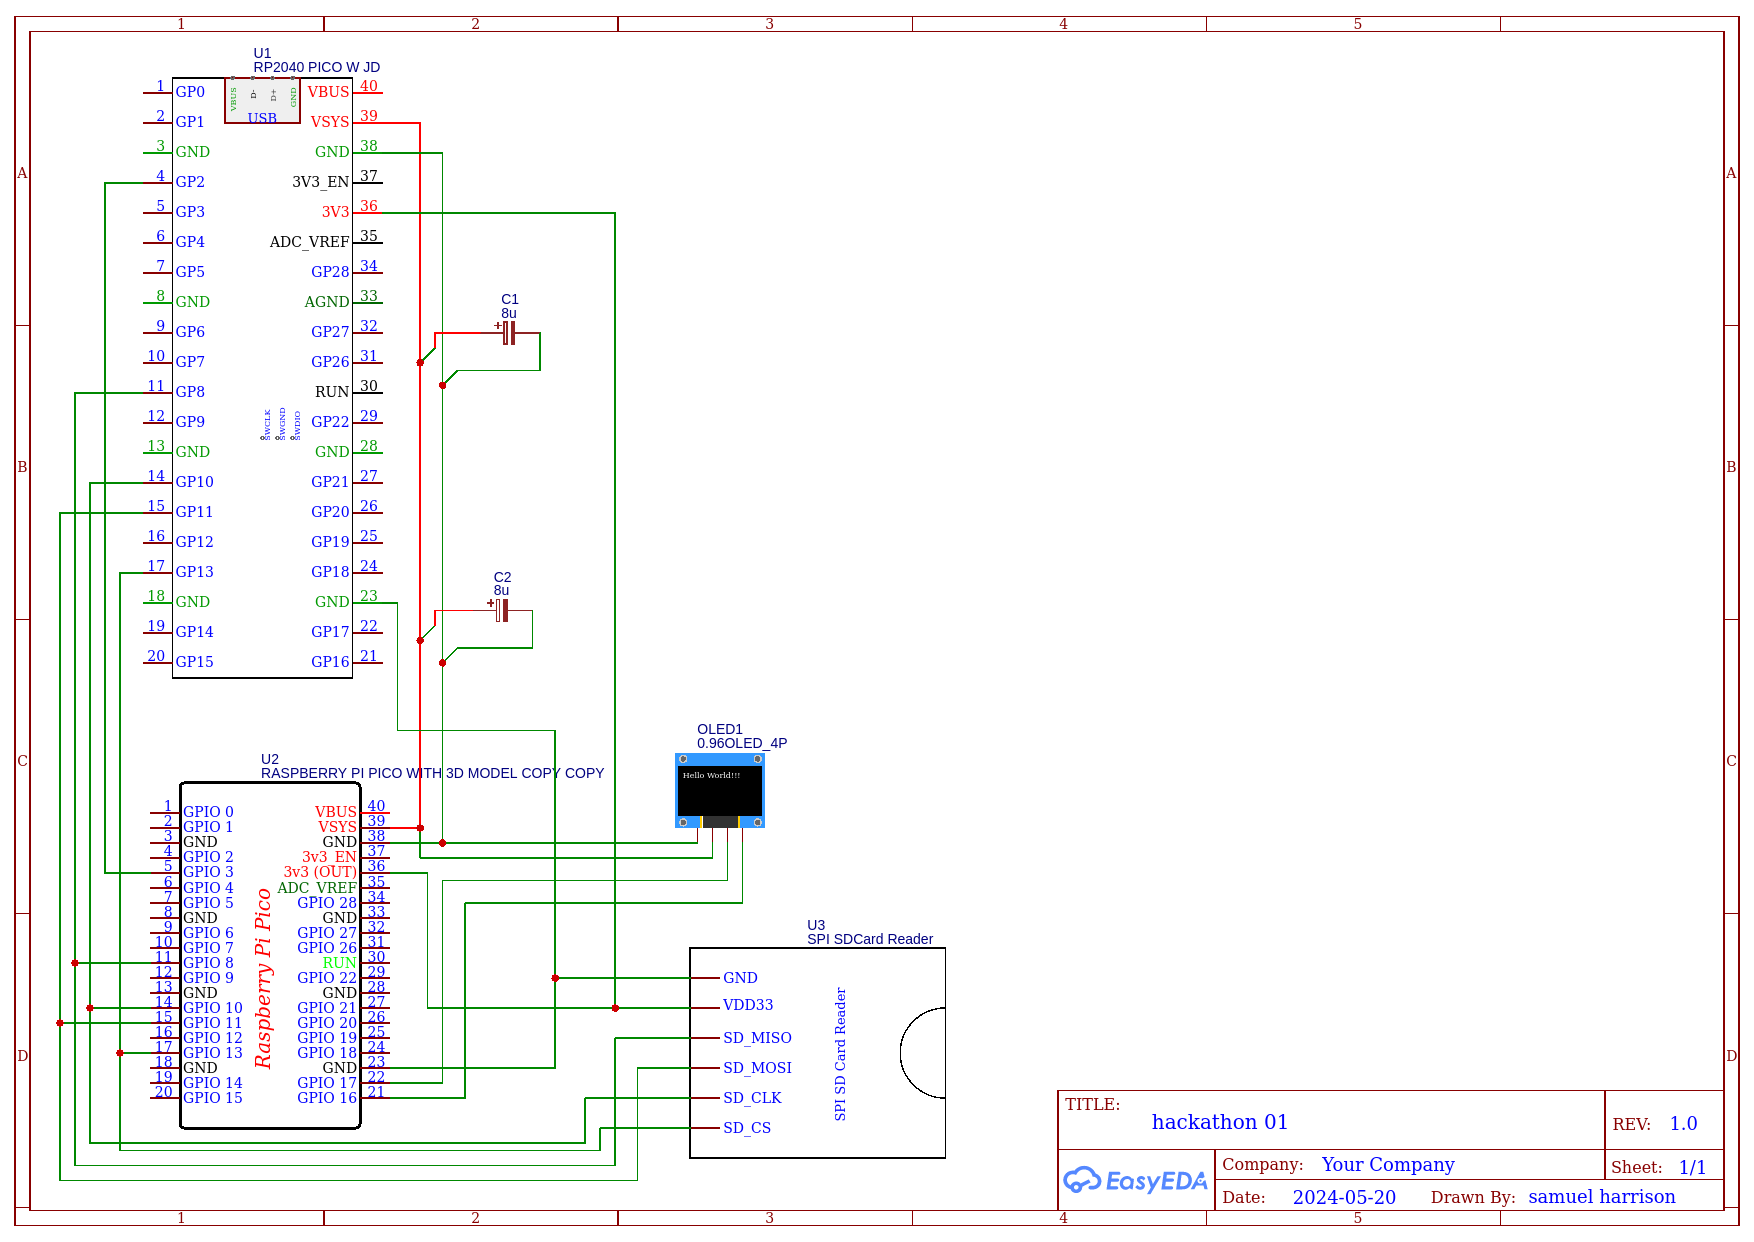 1 2 3 4 5
A
B
C
D
A
B
C
D
U1
RP2040 PICO W JD
VBUS D- D+ GND
USB
1 GP0 VBUS 40
2 GP1 VSYS 39
3 GND GND 38
4 GP2 3V3_EN 37
5 GP3 3V3 36
6 GP4 ADC_VREF 35
7 GP5 GP28 34
8 GND AGND 33
9 GP6 GP27 32
10 GP7 GP26 31
11 GP8 RUN 30
12 GP9 GP22 29
13 GND GND 28
14 GP10 GP21 27
15 GP11 GP20 26
16 GP12 GP19 25
17 GP13 GP18 24
18 GND GND 23
19 GP14 GP17 22
20 GP15 GP16 21
SWCLK SWGND SWDIO
C1
8u
+
C2
8u
+
U2
RASPBERRY PI PICO WITH 3D MODEL COPY COPY
1 GPIO 0 VBUS 40
2 GPIO 1 VSYS 39
3 GND GND 38
4 GPIO 2 3v3_EN 37
5 GPIO 3 3v3 (OUT) 36
6 GPIO 4 ADC_VREF 35
7 GPIO 5 GPIO 28 34
8 GND GND 33
9 GPIO 6 GPIO 27 32
10 GPIO 7 GPIO 26 31
11 GPIO 8 RUN 30
12 GPIO 9 GPIO 22 29
13 GND GND 28
14 GPIO 10 GPIO 21 27
15 GPIO 11 GPIO 20 26
16 GPIO 12 GPIO 19 25
17 GPIO 13 GPIO 18 24
18 GND GND 23
19 GPIO 14 GPIO 17 22
20 GPIO 15 GPIO 16 21
Raspberry Pi Pico
OLED1
0.96OLED_4P
Hello World!!!
U3
SPI SDCard Reader
GND
VDD33
SD_MISO
SD_MOSI
SD_CLK
SD_CS
SPI SD Card Reader
TITLE:
hackathon 01
REV: 1.0
EasyEDA
Company: Your Company
Sheet: 1/1
Date: 2024-05-20 Drawn By: samuel harrison
1 2 3 4 5